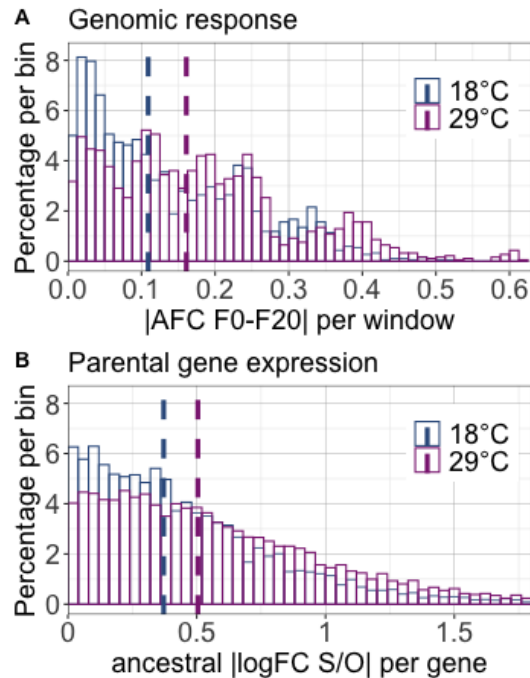 A Genomic response
Percentage per bin
8
6
4
2
0
18°C
29°C
0.0 0.1 0.2 0.3 0.4 0.5 0.6
|AFC F0-F20| per window
B Parental gene expression
Percentage per bin
8
6
4
2
0
18°C
29°C
0 0.5 1 1.5
ancestral |logFC S/O| per gene